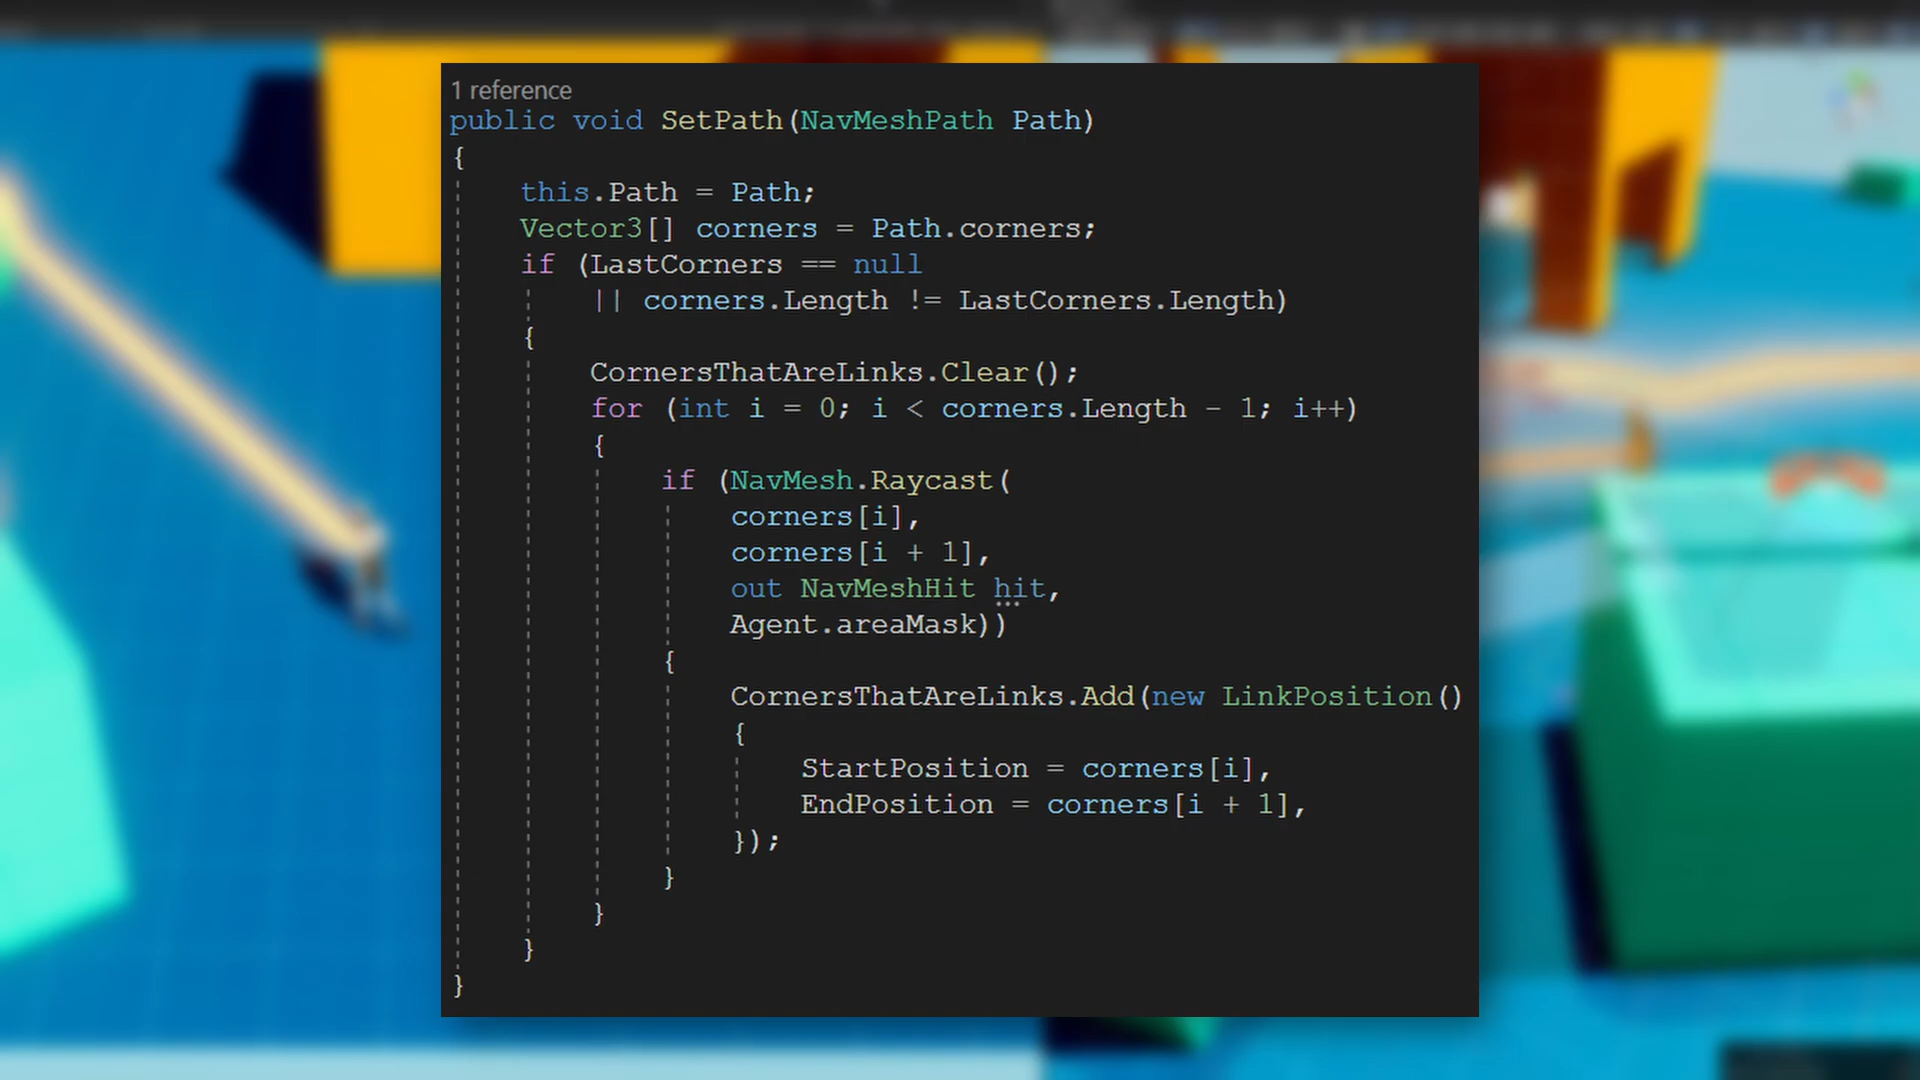 1 reference
public void SetPath(NavMeshPath Path)
{
    this.Path = Path;
    Vector3[] corners = Path.corners;
    if (LastCorners == null
        || corners.Length != LastCorners.Length)
    {
        CornersThatAreLinks.Clear();
        for (int i = 0; i < corners.Length - 1; i++)
        {
            if (NavMesh.Raycast(
                corners[i],
                corners[i + 1],
                out NavMeshHit hit,
                Agent.areaMask))
            {
                CornersThatAreLinks.Add(new LinkPosition()
                {
                    StartPosition = corners[i],
                    EndPosition = corners[i + 1],
                });
            }
        }
    }
}